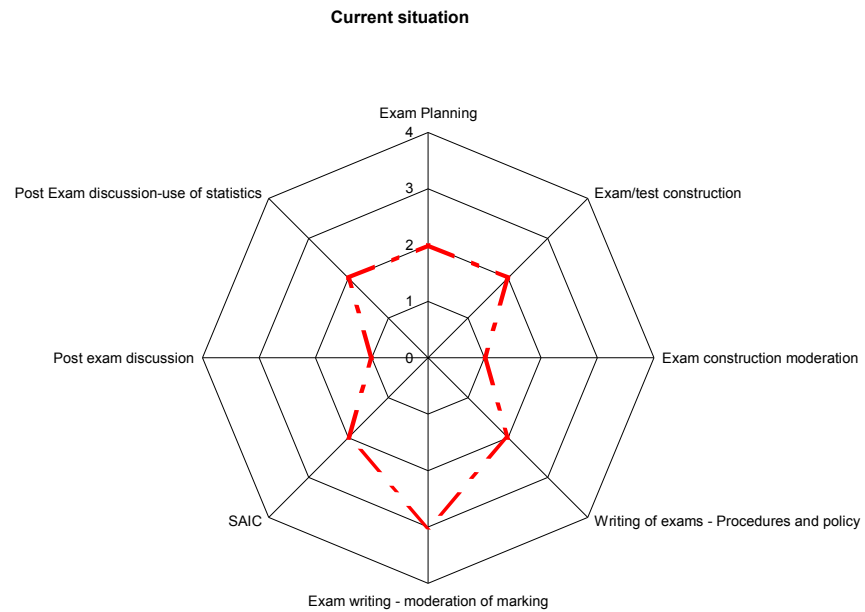 Current situation
Exam Planning
4
Post Exam discussion-use of statistics
Exam/test construction
3
2
1
Post exam discussion
0
Exam construction moderation
SAIC
Writing of exams - Procedures and policy
Exam writing - moderation of marking